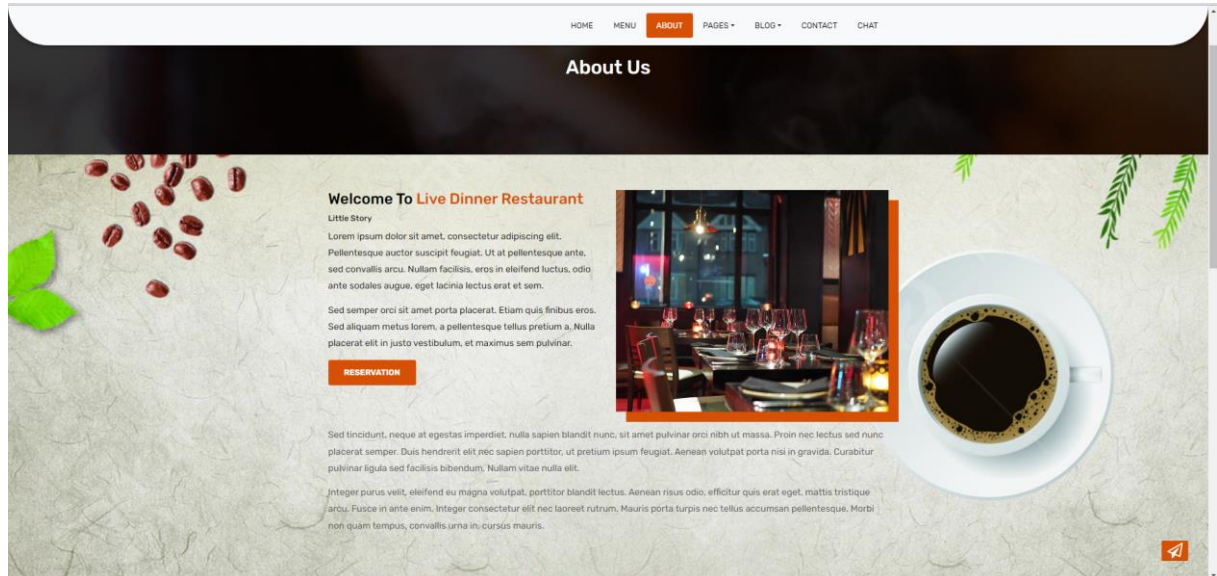 HOME MENU ABOUT PAGES BLOG CONTACT CHAT
About Us
Welcome To Live Dinner Restaurant
Little Story
Lorem ipsum dolor sit amet, consectetur adipiscing elit.
Pellentesque auctor suscipit feugiat. Ut at pellentesque ante,
sed convallis arcu. Nullam facilisis, eros in eleifend luctus, odio
ante sodales augue, eget lacinia lectus erat et sem.
Sed semper orci sit amet porta placerat. Etiam quis finibus eros.
Sed aliquam metus lorem, a pellentesque tellus pretium a. Nulla
placerat elit in justo vestibulum, et maximus sem pulvinar.
RESERVATION
Sed tincidunt, neque at egestas imperdiet, nulla sapien blandit nunc, sit amet pulvinar orci nibh ut massa. Proin nec lectus sed nunc
placerat semper. Duis hendrerit elit nec sapien porttitor, ut pretium ipsum feugiat. Aenean volutpat porta nisi in gravida. Curabitur
pulvinar ligula sed facilisis bibendum. Nullam vitae nulla elit.
Integer purus velit, eleifend eu magna volutpat, porttitor blandit lectus. Aenean risus odio, efficitur quis erat eget, mattis tristique
arcu. Fusce in ante enim. Integer consectetur elit nec laoreet rutrum. Mauris porta turpis nec tellus accumsan pellentesque. Morbi
non quam tempus, convallis urna in, cursus mauris.